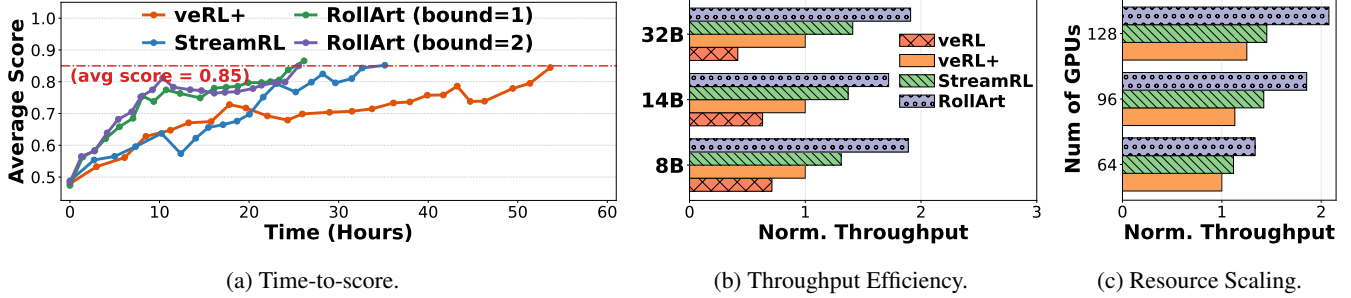 Average Score
1.0
0.9
0.8
0.7
0.6
0.5
veRL+
StreamRL
RollArt (bound=1)
RollArt (bound=2)
(avg score = 0.85)
0 10 20 30 40 50 60
Time (Hours)
(a) Time-to-score.
32B
14B
8B
veRL
veRL+
StreamRL
RollArt
0 1 2 3
Norm. Throughput
(b) Throughput Efficiency.
Num of GPUs
128
96
64
0 1 2
Norm. Throughput
(c) Resource Scaling.